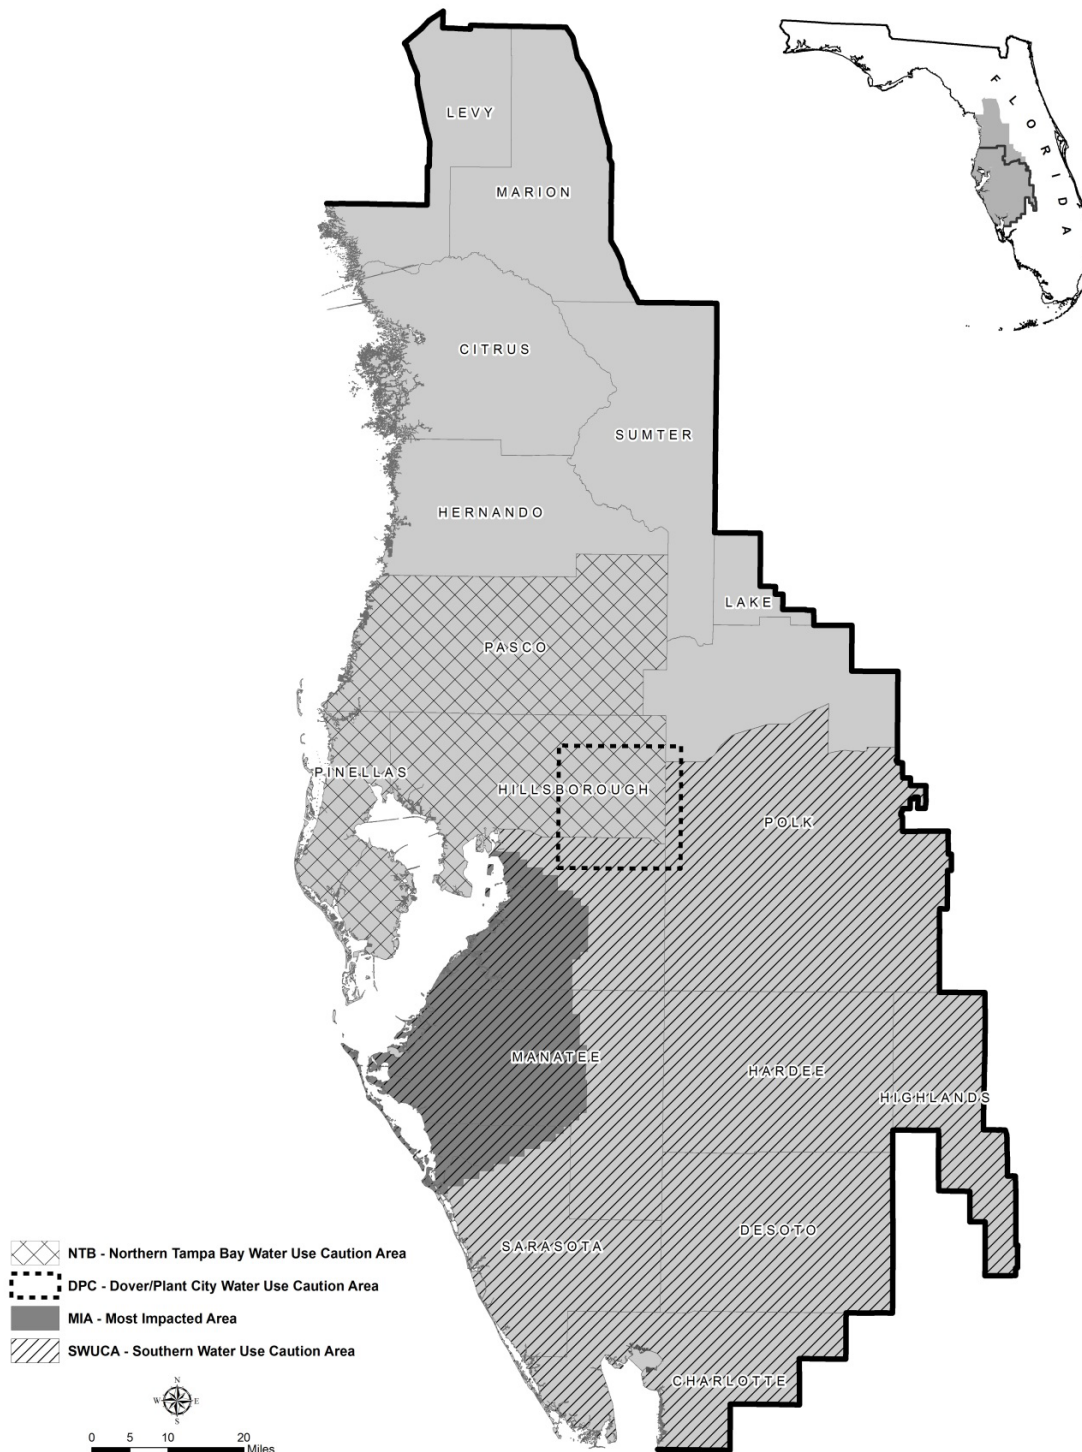 FLORIDA
LEVY
MARION
CITRUS
SUMTER
HERNANDO
LAKE
PASCO
PINELLAS
HILLSBOROUGH
POLK
MANATEE
HARDEE
HIGHLANDS
DESOTO
SARASOTA
CHARLOTTE
NTB - Northern Tampa Bay Water Use Caution Area
DPC - Dover/Plant City Water Use Caution Area
MIA - Most Impacted Area
SWUCA - Southern Water Use Caution Area
N
W E
S
0 5 10 20
Miles